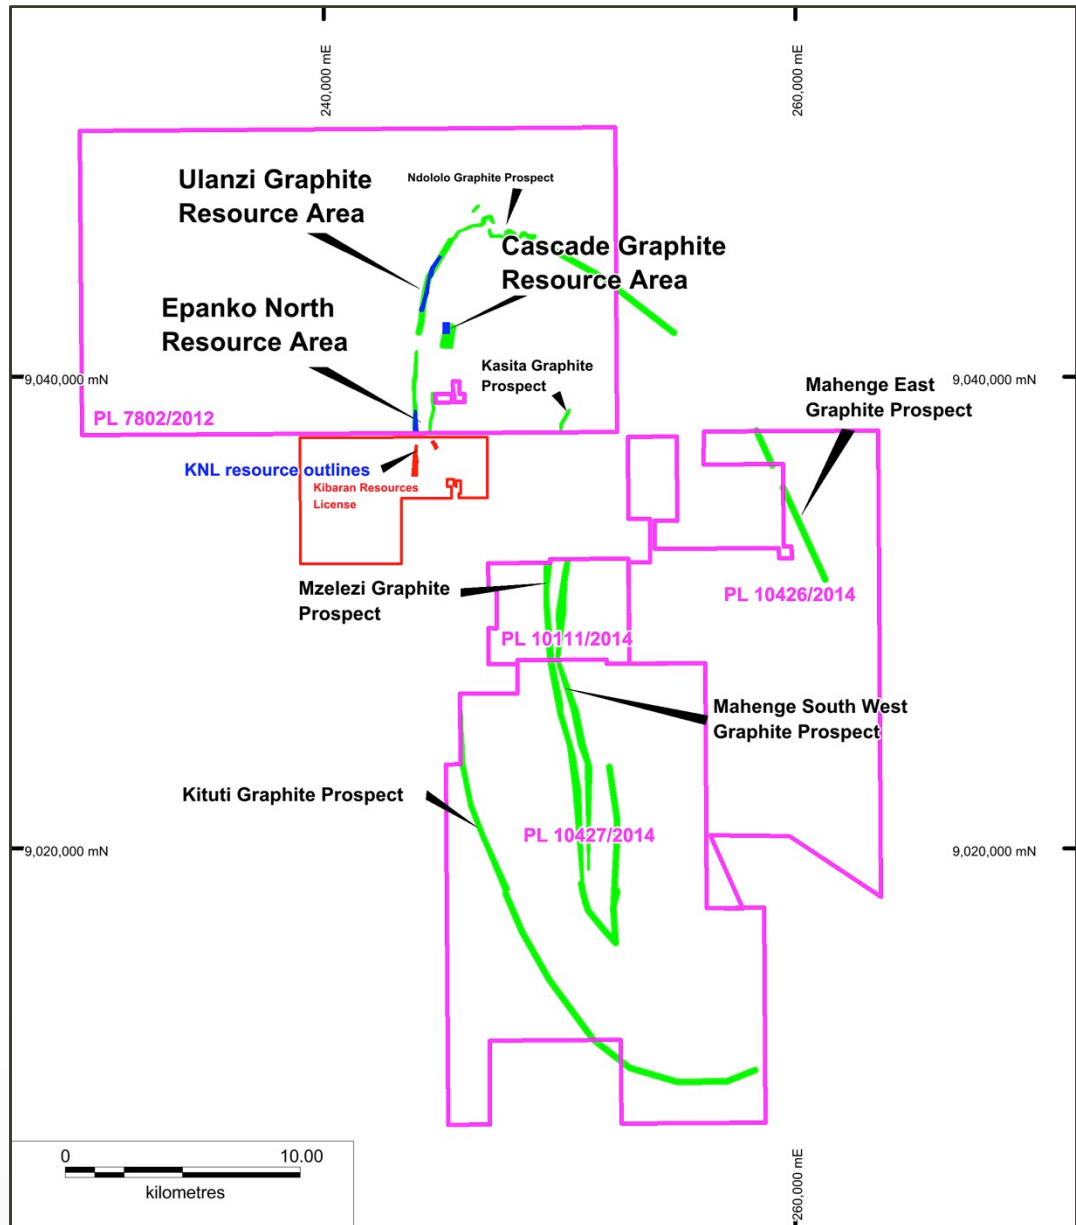 240,000 mE
260,000 mE
Ulanzi Graphite
Resource Area
Ndololo Graphite Prospect
Cascade Graphite
Resource Area
Epanko North
Resource Area
Kasita Graphite
Prospect
9,040,000 mN
9,040,000 mN
Mahenge East
Graphite Prospect
PL 7802/2012
KNL resource outlines
Kibaran Resources
License
Mzelezi Graphite
Prospect
PL 10426/2014
PL 10111/2014
Mahenge South West
Graphite Prospect
Kituti Graphite Prospect
PL 10427/2014
9,020,000 mN
9,020,000 mN
0
10.00
kilometres
260,000 mE